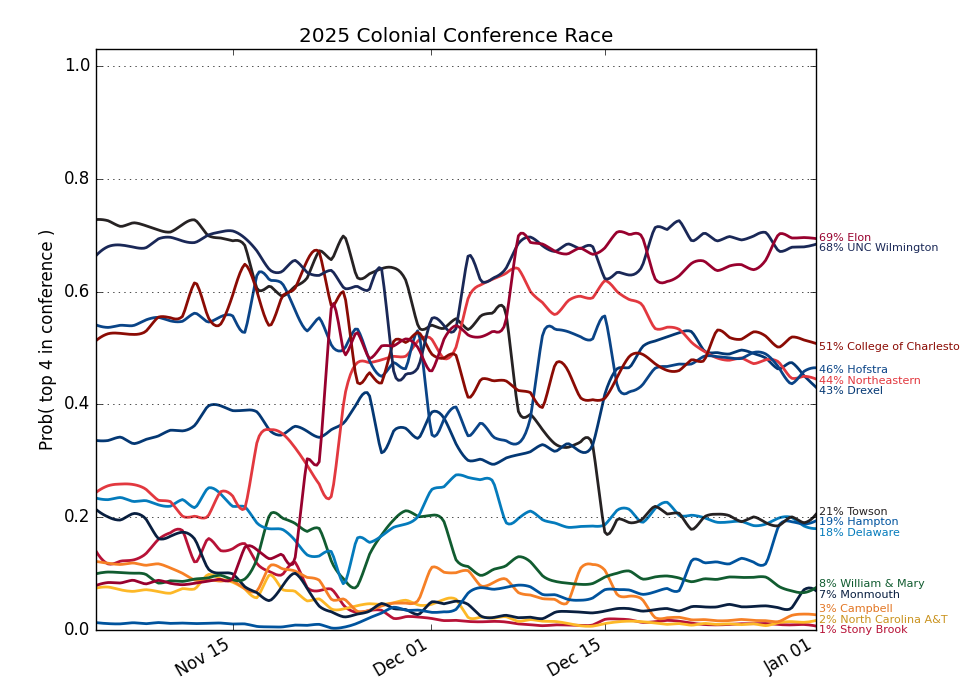 2025 Colonial Conference Race
Prob( top 4 in conference )
1.0
0.8
0.6
0.4
0.2
0.0
Nov 15
Dec 01
Dec 15
Jan 01
69% Elon
68% UNC Wilmington
51% College of Charlesto
46% Hofstra
44% Northeastern
43% Drexel
21% Towson
19% Hampton
18% Delaware
8% William & Mary
7% Monmouth
3% Campbell
2% North Carolina A&T
1% Stony Brook